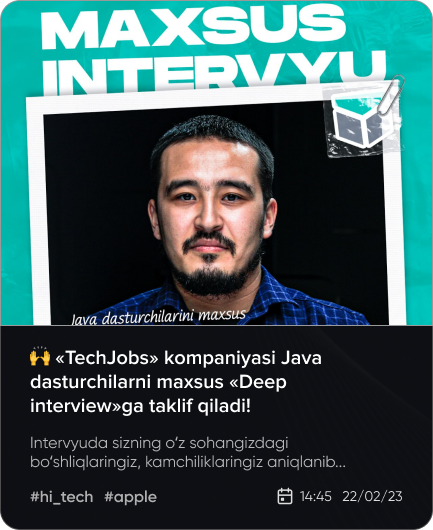 MAXSUS
INTERVYU
Java dasturchilarini maxsus
🙌 «TechJobs» kompaniyasi Java
dasturchilarni maxsus «Deep
interview»ga taklif qiladi!
Intervyuda sizning o‘z sohangizdagi
bo‘shliqlaringiz, kamchiliklaringiz aniqlanib...
#hi_tech #apple
14:45 22/02/23